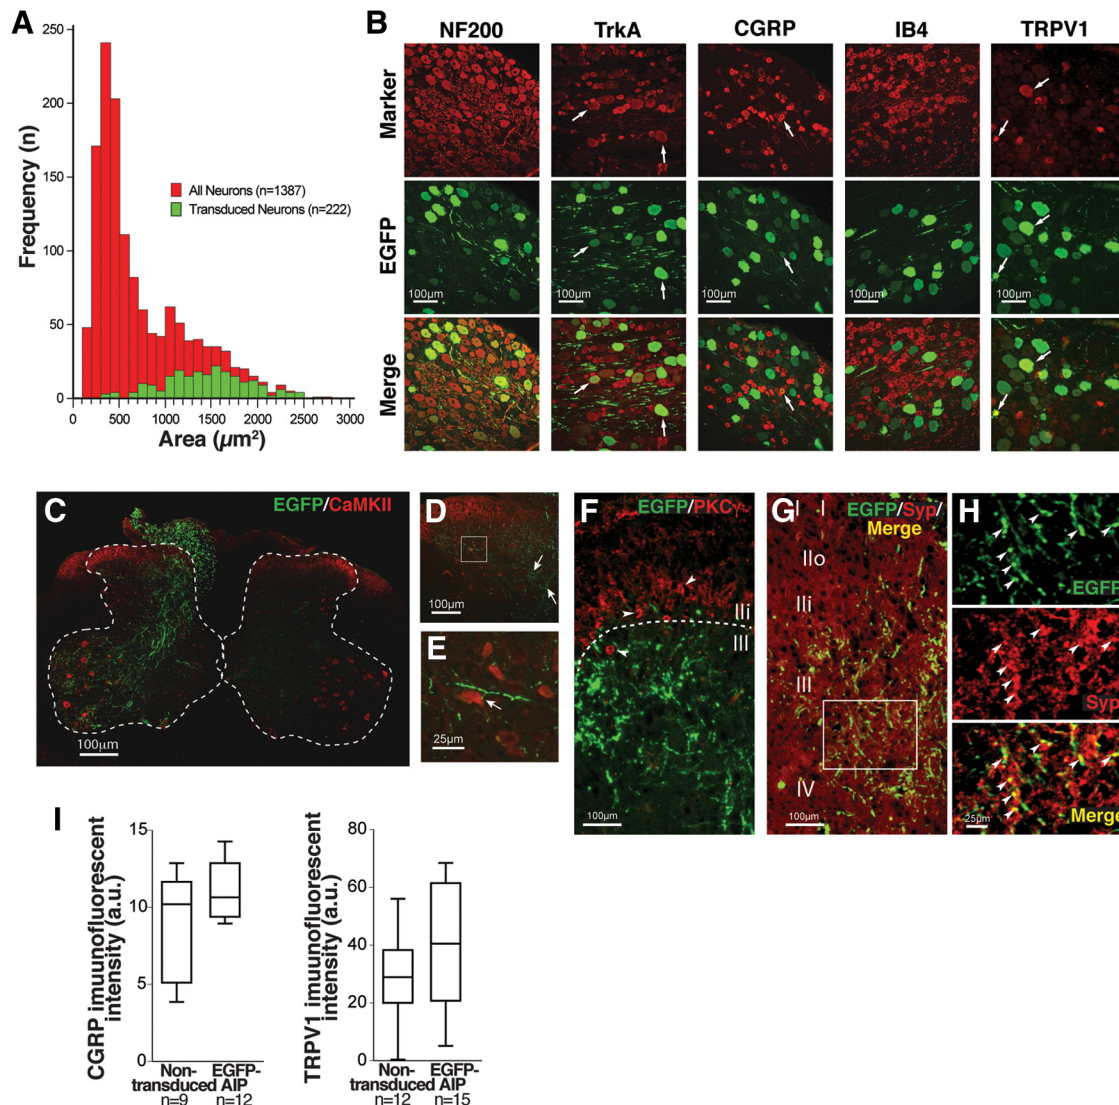 A
250
200
150
100
50
0
Frequency (n)
All Neurons (n=1387)
Transduced Neurons (n=222)
0 500 1000 1500 2000 2500 3000
Area (µm²)
B
NF200 TrkA CGRP IB4 TRPV1
Marker
EGFP
100µm 100µm 100µm 100µm 100µm
Merge
C
EGFP/CaMKII
100µm
D
100µm
E
25µm
F
EGFP/PKCγ
IIi
III
100µm
G
EGFP/Syp/
Merge
I I
IIo
IIi
III
IV
100µm
H
EGFP
Syp
Merge
25µm
I
CGRP imuunofluorescent
intensity (a.u.)
15
10
5
0
Non-
transduced
n=9
EGFP-
AIP
n=12
TRPV1 imuunofluorescent
intensity (a.u.)
80
60
40
20
0
Non-
transduced
n=12
EGFP-
AIP
n=15